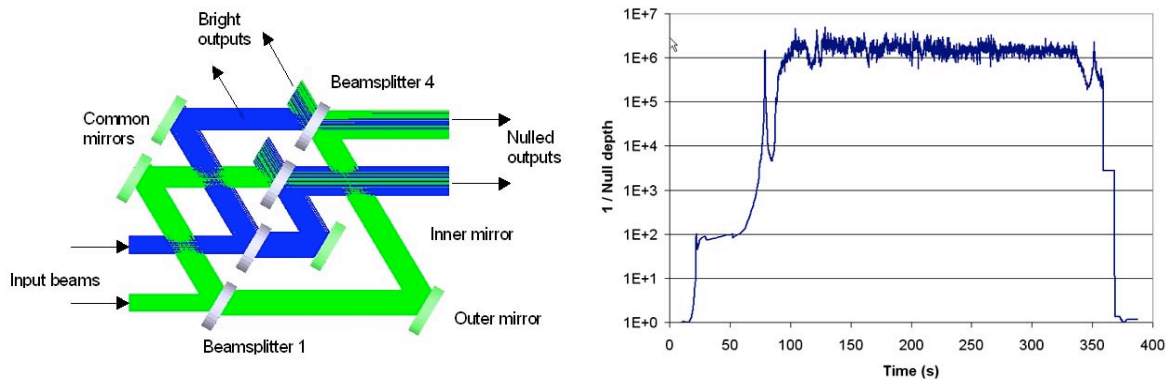 Bright
outputs
Beamsplitter 4
Common
mirrors
Nulled
outputs
Inner mirror
Input beams
Outer mirror
Beamsplitter 1
1 / Null depth
1E+7
1E+6
1E+5
1E+4
1E+3
1E+2
1E+1
1E+0
0 50 100 150 200 250 300 350 400
Time (s)